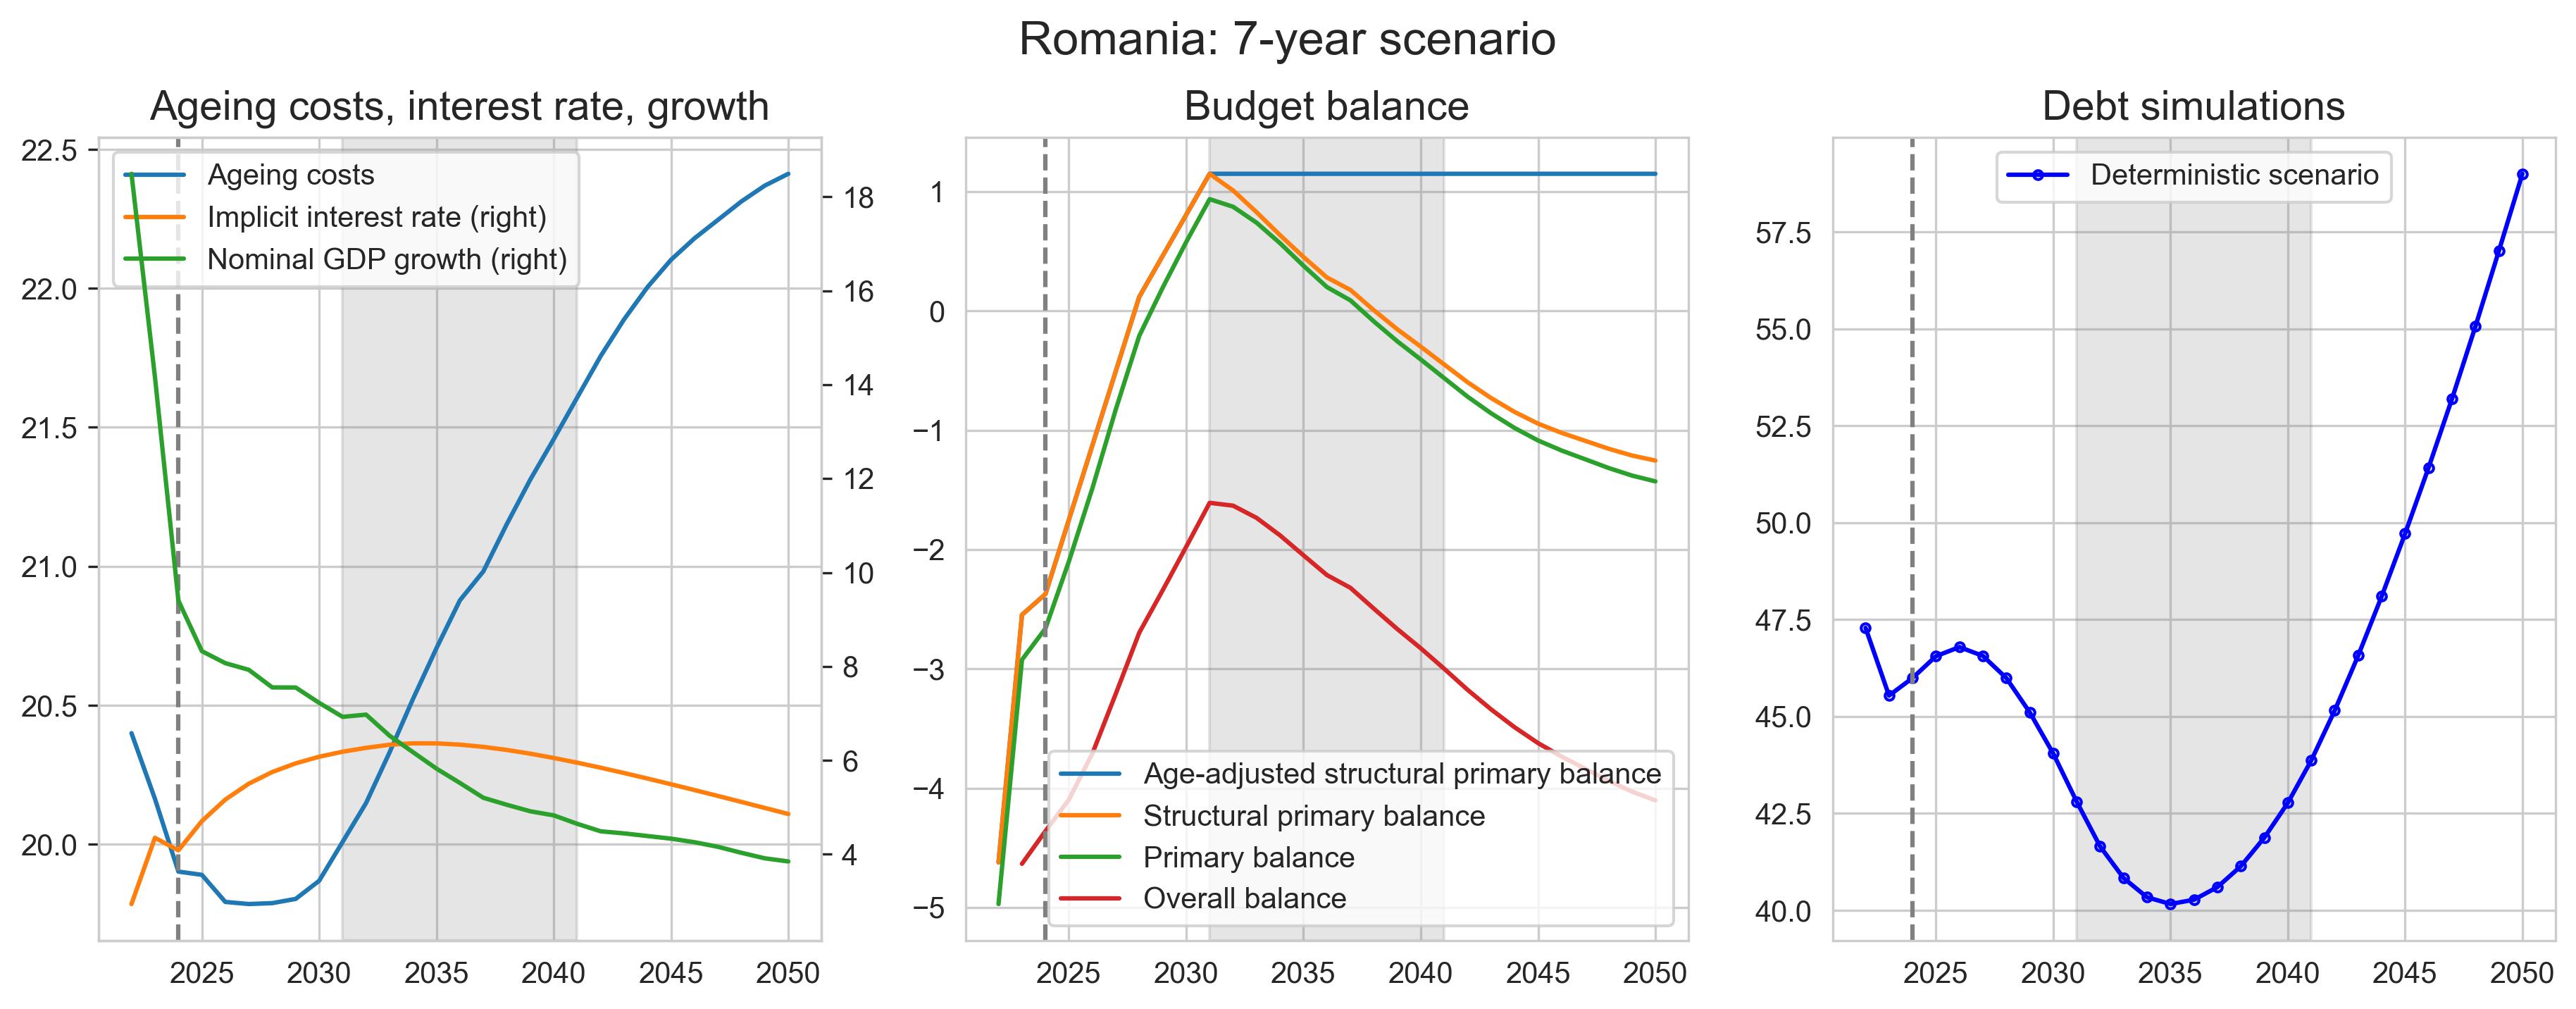 Romania: 7-year scenario
Ageing costs, interest rate, growth
22.5
22.0
21.5
21.0
20.5
20.0
Ageing costs
Implicit interest rate (right)
Nominal GDP growth (right)
18
16
14
12
10
8
6
4
2025 2030 2035 2040 2045 2050
Budget balance
1
0
−1
−2
−3
−4
−5
Age-adjusted structural primary balance
Structural primary balance
Primary balance
Overall balance
2025 2030 2035 2040 2045 2050
Debt simulations
Deterministic scenario
57.5
55.0
52.5
50.0
47.5
45.0
42.5
40.0
2025 2030 2035 2040 2045 2050